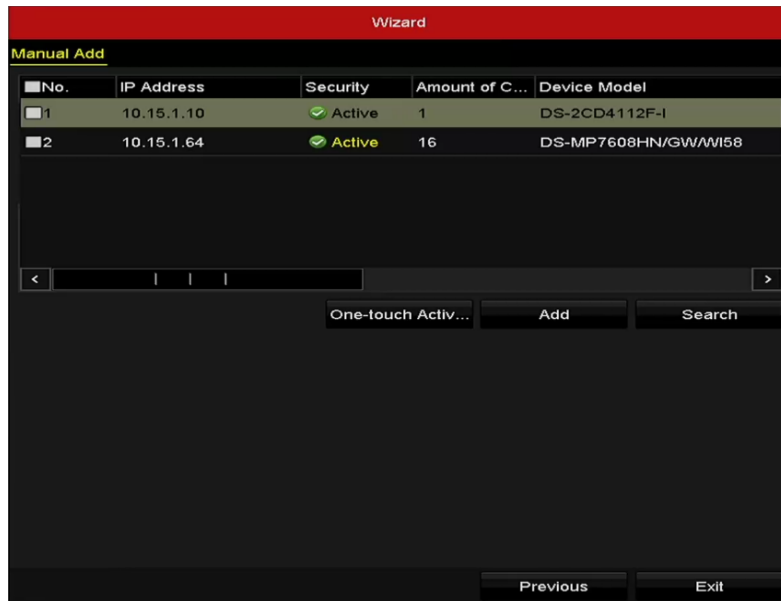 Wizard
Manual Add
No. IP Address Security Amount of C... Device Model
1 10.15.1.10 Active 1 DS-2CD4112F-I
2 10.15.1.64 Active 16 DS-MP7608HN/GW/WI58
< >
One-touch Activ... Add Search
Previous Exit